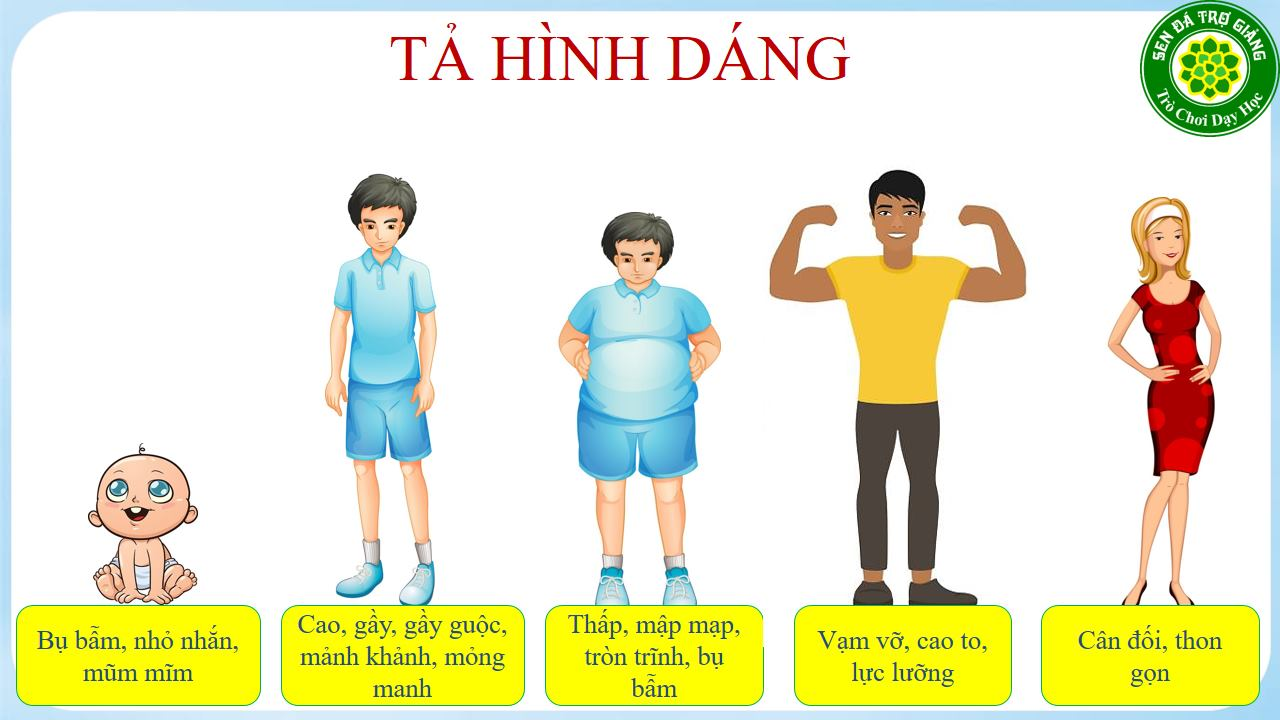 TẢ HÌNH DÁNG
SEN ĐÁ TRỢ GIẢNG
Trò Chơi Dạy Học
Bụ bẫm, nhỏ nhắn,
mũm mĩm
Cao, gầy, gầy guộc,
mảnh khảnh, mỏng
manh
Thấp, mập mạp,
tròn trĩnh, bụ
bẫm
Vạm vỡ, cao to,
lực lưỡng
Cân đối, thon
gọn